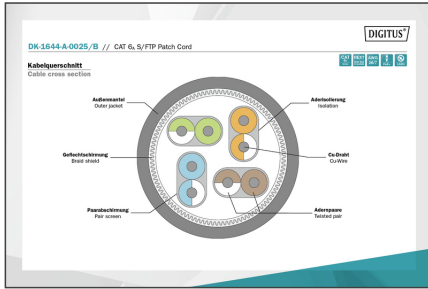 DIGITUS®
DK-1644-A-0025/B // CAT 6A S/FTP Patch Cord
Kabelquerschnitt
Cable cross section
Außenmantel
Outer jacket
Aderisolierung
Isolation
Geflechtschirmung
Braid shield
Cu-Draht
Cu-Wire
Paarabschirmung
Pair screen
Adernpaare
Twisted pair